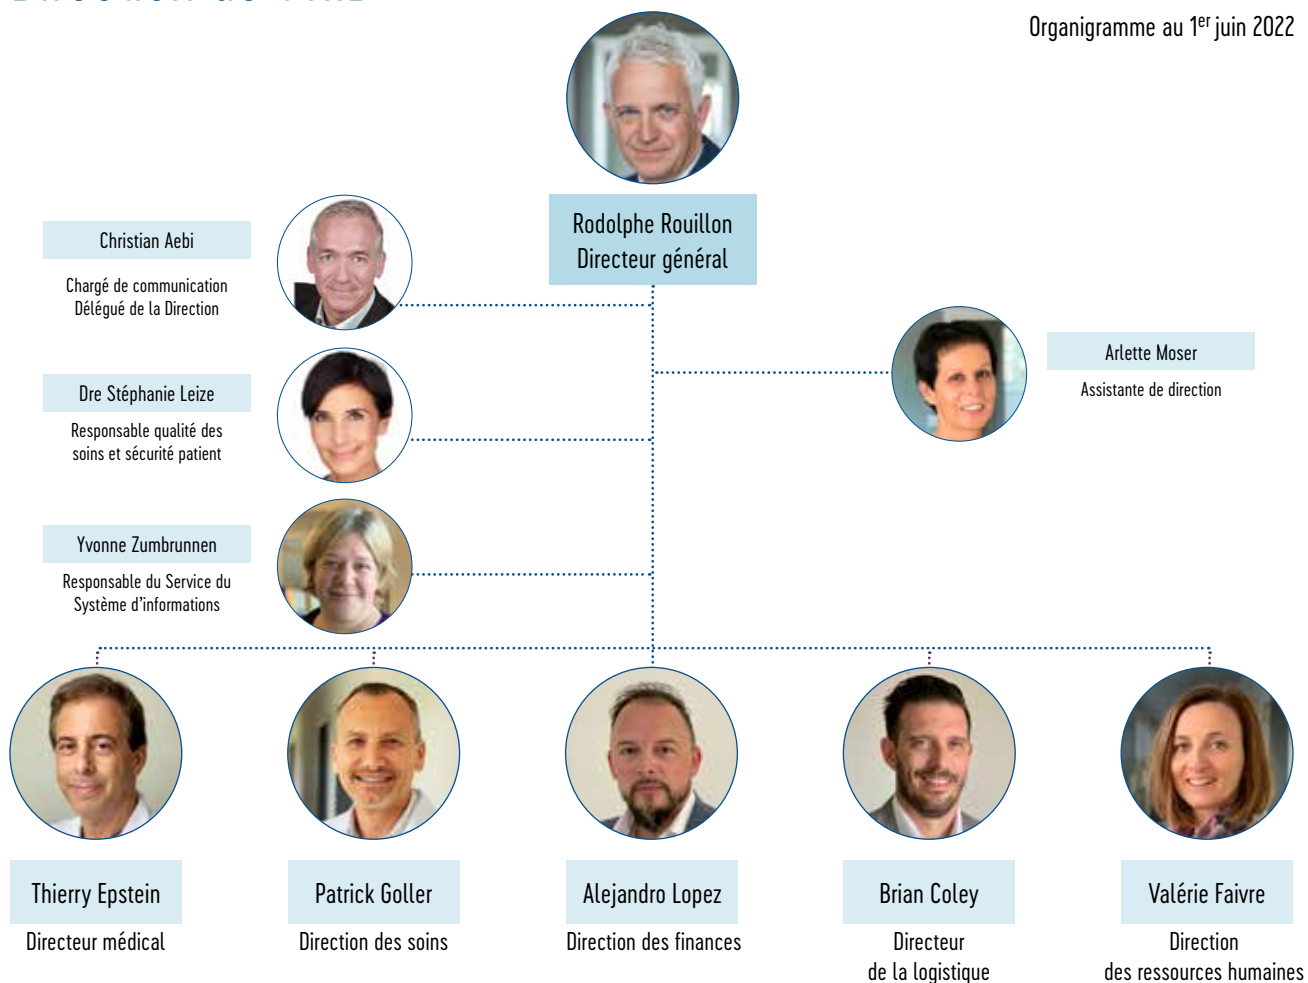 Organigramme au 1er juin 2022
Rodolphe Rouillon
Directeur général
Christian Aebi
Chargé de communication
Délégué de la Direction
Arlette Moser
Assistante de direction
Dre Stéphanie Leize
Responsable qualité des
soins et sécurité patient
Yvonne Zumbrunnen
Responsable du Service du
Système d'informations
Thierry Epstein
Directeur médical
Patrick Goller
Direction des soins
Alejandro Lopez
Direction des finances
Brian Coley
Directeur
de la logistique
Valérie Faivre
Direction
des ressources humaines